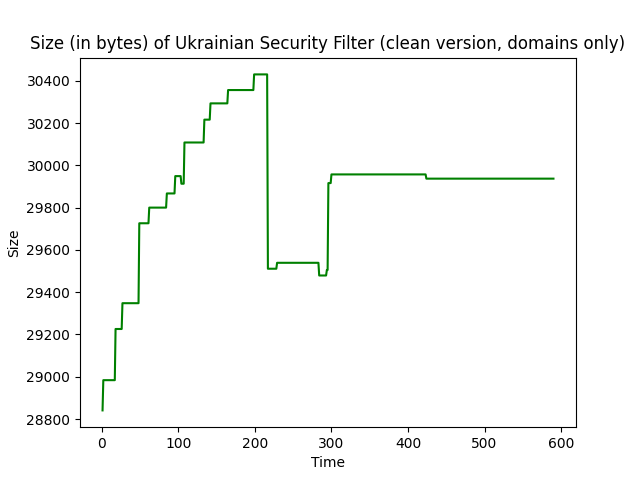 Size (in bytes) of Ukrainian Security Filter (clean version, domains only)
30400
30200
30000
29800
29600
29400
29200
29000
28800
Size
0 100 200 300 400 500 600
Time